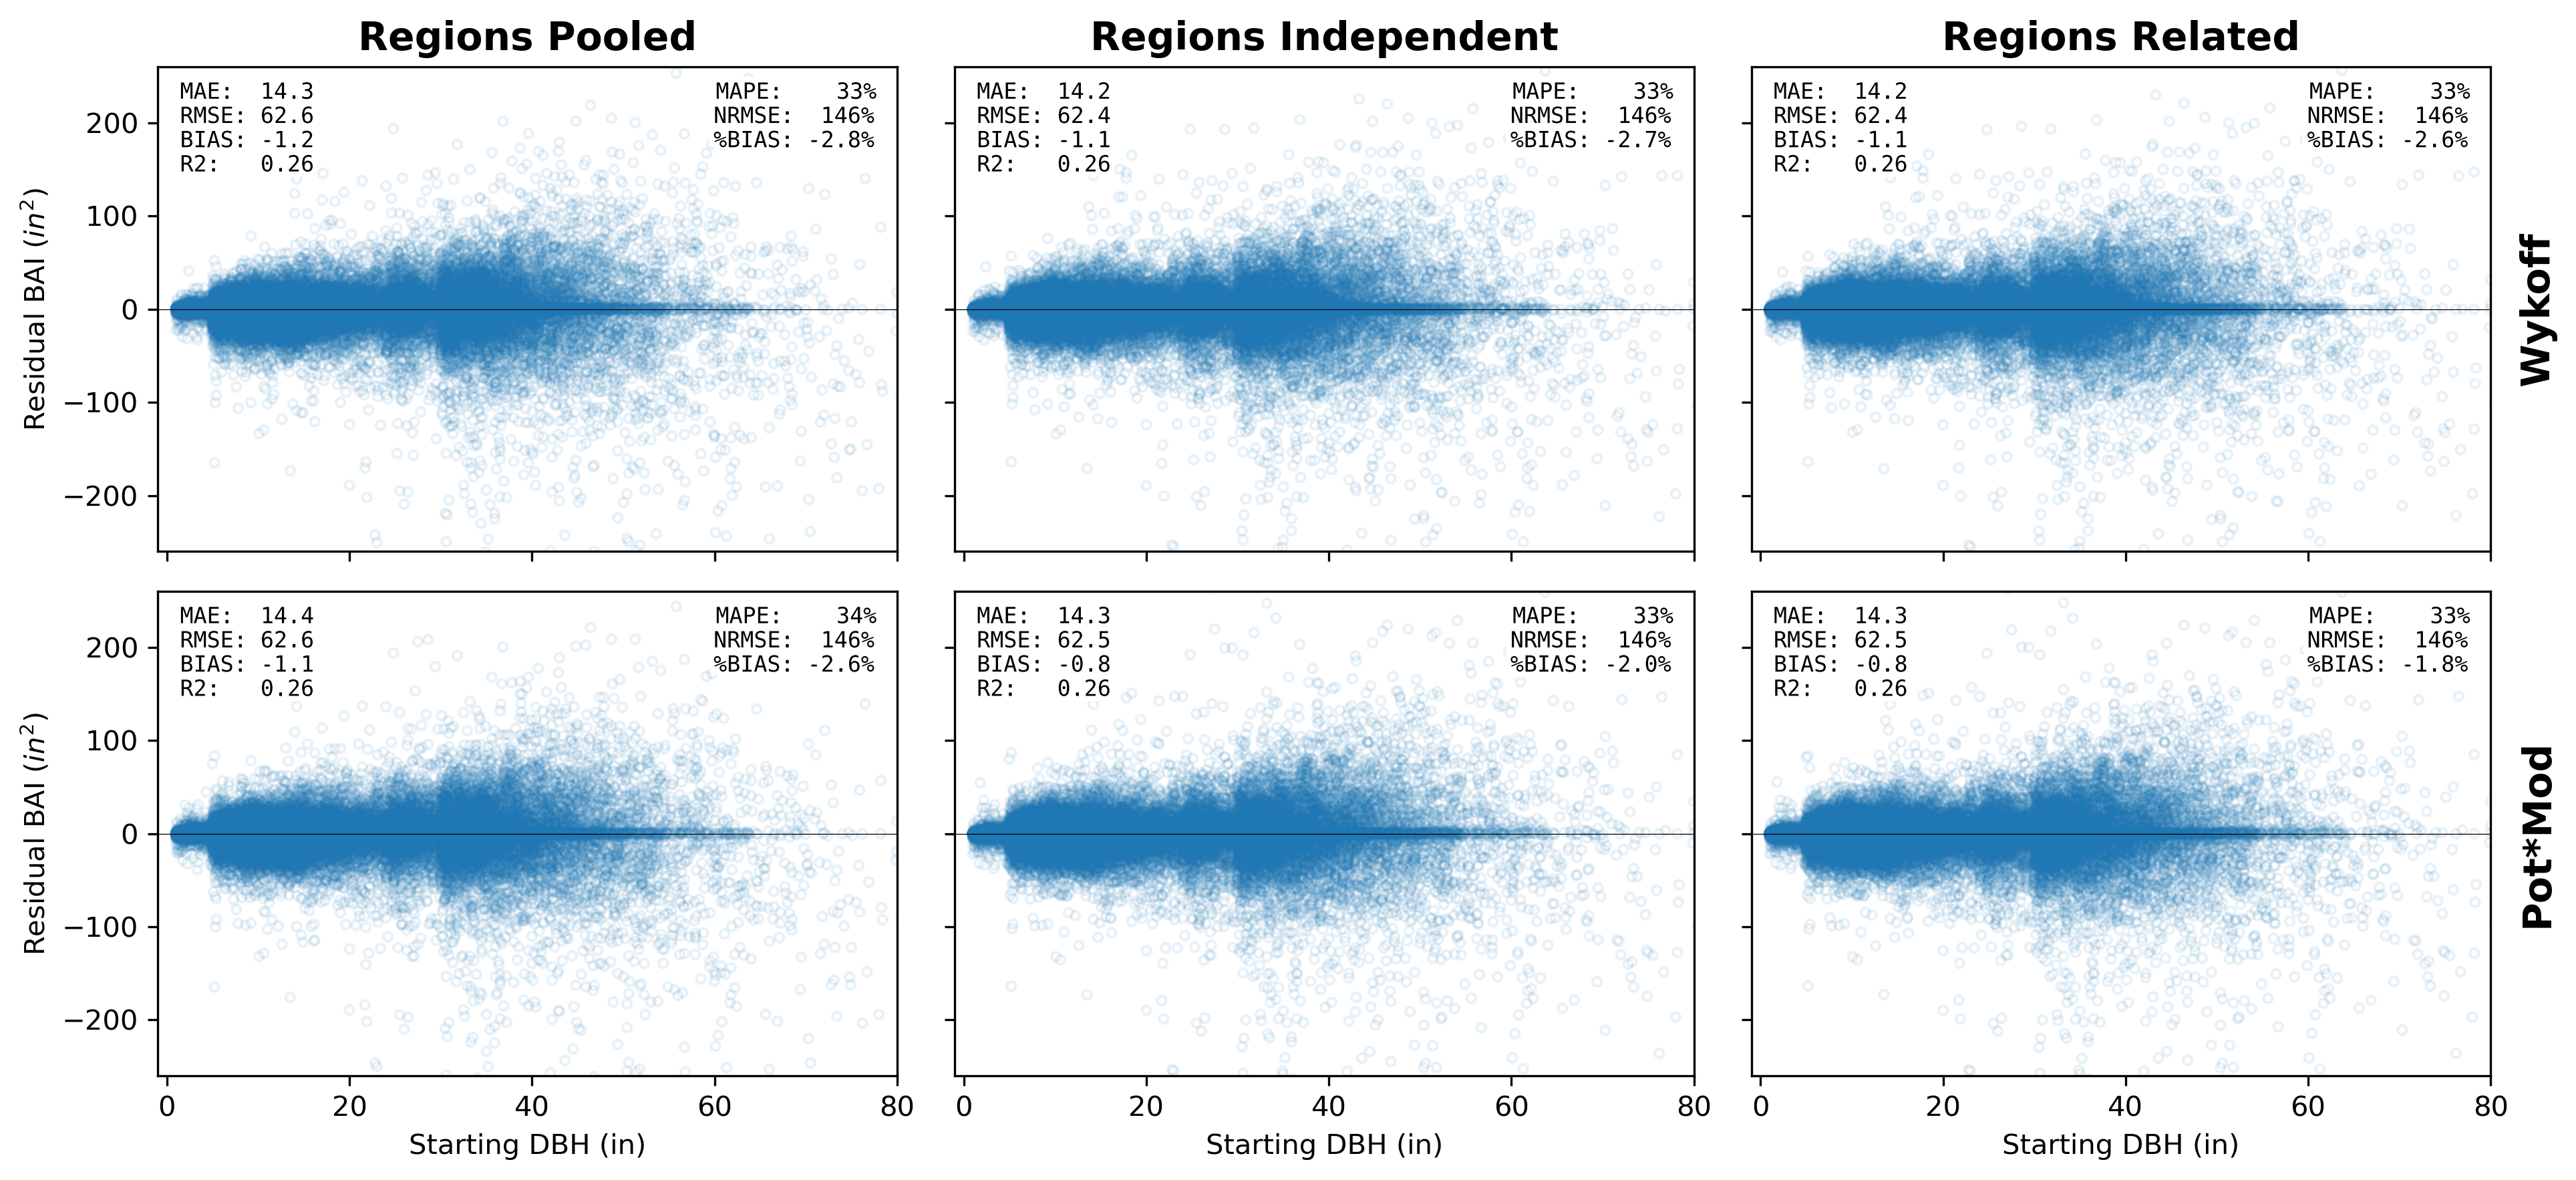 Regions Pooled
Regions Independent
Regions Related
MAE: 14.3
RMSE: 62.6
BIAS: -1.2
R2: 0.26
MAPE: 33%
NRMSE: 146%
%BIAS: -2.8%
MAE: 14.2
RMSE: 62.4
BIAS: -1.1
R2: 0.26
MAPE: 33%
NRMSE: 146%
%BIAS: -2.7%
MAE: 14.2
RMSE: 62.4
BIAS: -1.1
R2: 0.26
MAPE: 33%
NRMSE: 146%
%BIAS: -2.6%
200
100
0
−100
−200
Residual BAI (in²)
Wykoff
MAE: 14.4
RMSE: 62.6
BIAS: -1.1
R2: 0.26
MAPE: 34%
NRMSE: 146%
%BIAS: -2.6%
MAE: 14.3
RMSE: 62.5
BIAS: -0.8
R2: 0.26
MAPE: 33%
NRMSE: 146%
%BIAS: -2.0%
MAE: 14.3
RMSE: 62.5
BIAS: -0.8
R2: 0.26
MAPE: 33%
NRMSE: 146%
%BIAS: -1.8%
200
100
0
−100
−200
Residual BAI (in²)
Pot*Mod
0 20 40 60 80
0 20 40 60 80
0 20 40 60 80
Starting DBH (in)
Starting DBH (in)
Starting DBH (in)